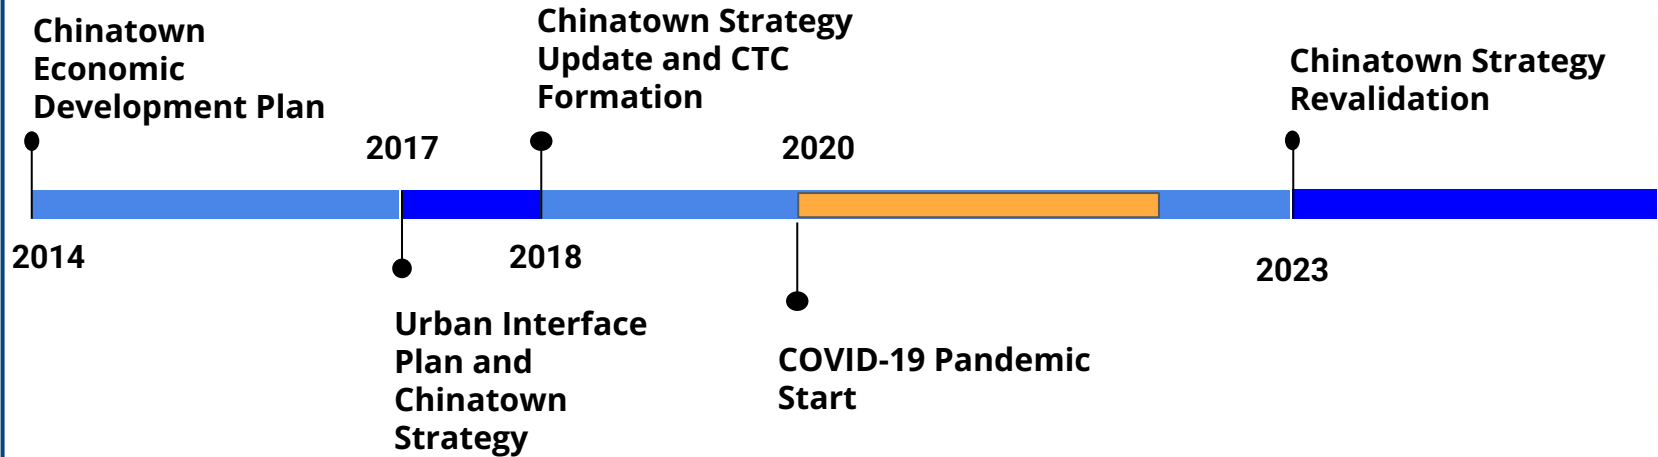 Chinatown
Economic
Development Plan
2014
2017
Urban Interface
Plan and
Chinatown
Strategy
Chinatown Strategy
Update and CTC
Formation
2018
2020
COVID-19 Pandemic
Start
Chinatown Strategy
Revalidation
2023